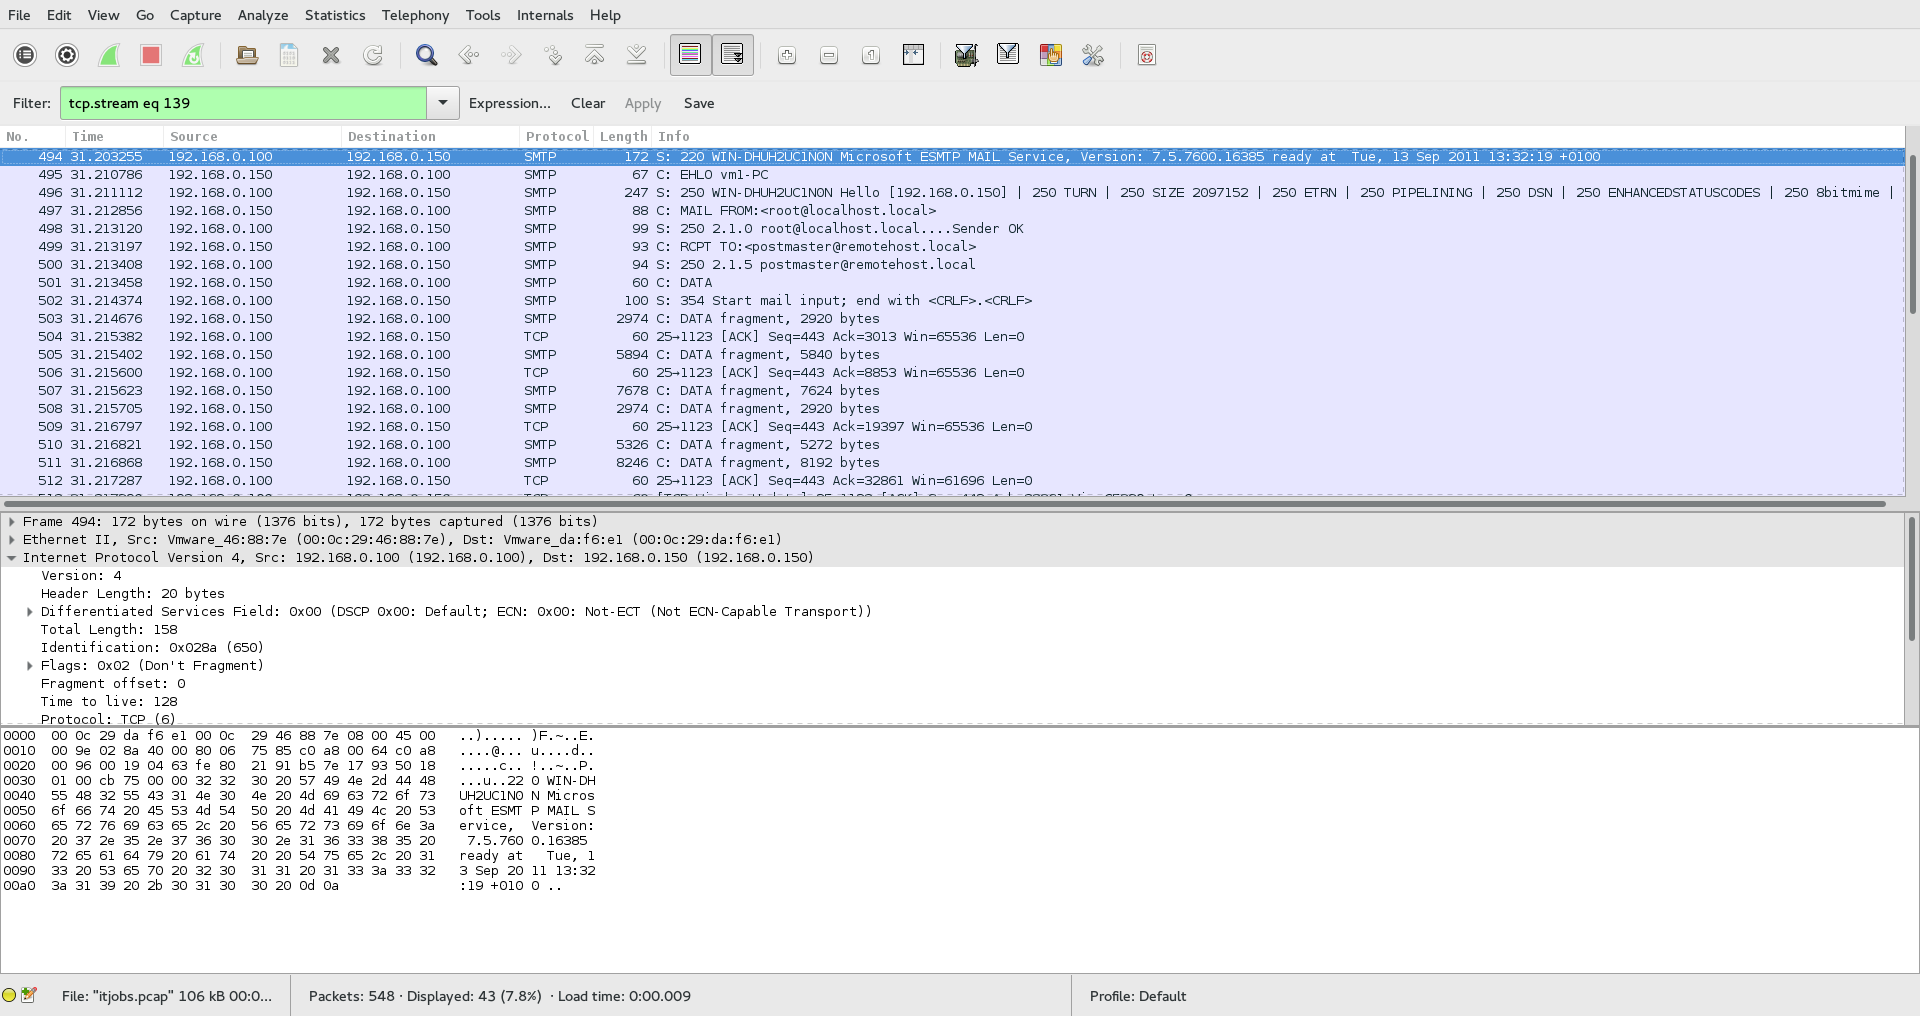 File Edit View Go Capture Analyze Statistics Telephony Tools Internals Help
Filter: tcp.stream eq 139 Expression... Clear Apply Save
No. Time Source Destination Protocol Length Info
494 31.203255 192.168.0.100 192.168.0.150 SMTP 172 S: 220 WIN-DHUH2UC1N0N Microsoft ESMTP MAIL Service, Version: 7.5.7600.16385 ready at  Tue, 13 Sep 2011 13:32:19 +0100
495 31.210786 192.168.0.150 192.168.0.100 SMTP 67 C: EHLO vm1-PC
496 31.211112 192.168.0.100 192.168.0.150 SMTP 247 S: 250 WIN-DHUH2UC1N0N Hello [192.168.0.150] | 250 TURN | 250 SIZE 2097152 | 250 ETRN | 250 PIPELINING | 250 DSN | 250 ENHANCEDSTATUSCODES | 250 8bitmime |
497 31.212856 192.168.0.150 192.168.0.100 SMTP 88 C: MAIL FROM:<root@localhost.local>
498 31.213120 192.168.0.100 192.168.0.150 SMTP 99 S: 250 2.1.0 root@localhost.local....Sender OK
499 31.213197 192.168.0.150 192.168.0.100 SMTP 93 C: RCPT TO:<postmaster@remotehost.local>
500 31.213408 192.168.0.100 192.168.0.150 SMTP 94 S: 250 2.1.5 postmaster@remotehost.local
501 31.213458 192.168.0.150 192.168.0.100 SMTP 60 C: DATA
502 31.214374 192.168.0.100 192.168.0.150 SMTP 100 S: 354 Start mail input; end with <CRLF>.<CRLF>
503 31.214676 192.168.0.150 192.168.0.100 SMTP 2974 C: DATA fragment, 2920 bytes
504 31.215382 192.168.0.100 192.168.0.150 TCP 60 25→1123 [ACK] Seq=443 Ack=3013 Win=65536 Len=0
505 31.215402 192.168.0.150 192.168.0.100 SMTP 5894 C: DATA fragment, 5840 bytes
506 31.215600 192.168.0.100 192.168.0.150 TCP 60 25→1123 [ACK] Seq=443 Ack=8853 Win=65536 Len=0
507 31.215623 192.168.0.150 192.168.0.100 SMTP 7678 C: DATA fragment, 7624 bytes
508 31.215705 192.168.0.150 192.168.0.100 SMTP 2974 C: DATA fragment, 2920 bytes
509 31.216797 192.168.0.100 192.168.0.150 TCP 60 25→1123 [ACK] Seq=443 Ack=19397 Win=65536 Len=0
510 31.216821 192.168.0.150 192.168.0.100 SMTP 5326 C: DATA fragment, 5272 bytes
511 31.216868 192.168.0.150 192.168.0.100 SMTP 8246 C: DATA fragment, 8192 bytes
512 31.217287 192.168.0.100 192.168.0.150 TCP 60 25→1123 [ACK] Seq=443 Ack=32861 Win=61696 Len=0
Frame 494: 172 bytes on wire (1376 bits), 172 bytes captured (1376 bits)
Ethernet II, Src: Vmware_46:88:7e (00:0c:29:46:88:7e), Dst: Vmware_da:f6:e1 (00:0c:29:da:f6:e1)
Internet Protocol Version 4, Src: 192.168.0.100 (192.168.0.100), Dst: 192.168.0.150 (192.168.0.150)
Version: 4
Header Length: 20 bytes
Differentiated Services Field: 0x00 (DSCP 0x00: Default; ECN: 0x00: Not-ECT (Not ECN-Capable Transport))
Total Length: 158
Identification: 0x028a (650)
Flags: 0x02 (Don't Fragment)
Fragment offset: 0
Time to live: 128
Protocol: TCP (6)
0000 00 0c 29 da f6 e1 00 0c 29 46 88 7e 08 00 45 00 ..)..... )F.~..E.
0010 00 9e 02 8a 40 00 80 06 75 85 c0 a8 00 64 c0 a8 ....@... u....d..
0020 00 96 00 19 04 63 fe 80 21 91 b5 7e 17 93 50 18 .....c.. !..~..P.
0030 01 00 cb 75 00 00 32 32 30 20 57 49 4e 2d 44 48 ...u..22 0 WIN-DH
0040 55 48 32 55 43 31 4e 30 4e 20 4d 69 63 72 6f 73 UH2UC1N0 N Micros
0050 6f 66 74 20 45 53 4d 54 50 20 4d 41 49 4c 20 53 oft ESMT P MAIL S
0060 65 72 76 69 63 65 2c 20 56 65 72 73 69 6f 6e 3a ervice,  Version:
0070 20 37 2e 35 2e 37 36 30 30 2e 31 36 33 38 35 20  7.5.760 0.16385
0080 72 65 61 64 79 20 61 74 20 20 54 75 65 2c 20 31 ready at   Tue, 1
0090 33 20 53 65 70 20 32 30 31 31 20 31 33 3a 33 32 3 Sep 20 11 13:32
00a0 3a 31 39 20 2b 30 31 30 30 20 0d 0a :19 +010 0 ..
File: "itjobs.pcap" 106 kB 00:0... Packets: 548 · Displayed: 43 (7.8%) · Load time: 0:00.009 Profile: Default